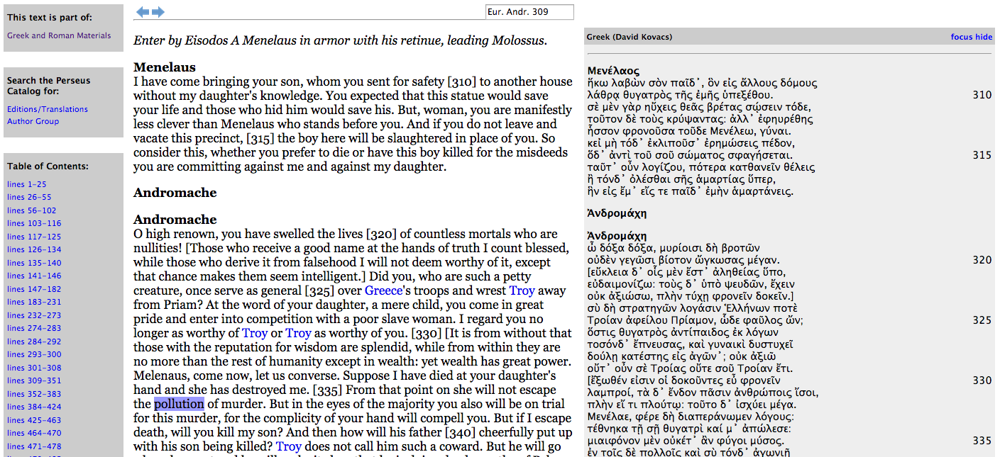 This text is part of:
Greek and Roman Materials
Search the Perseus
Catalog for:
Editions/Translations
Author Group
Table of Contents:
lines 1-25
lines 26-55
lines 56-102
lines 103-116
lines 117-125
lines 126-134
lines 135-140
lines 141-146
lines 147-182
lines 183-231
lines 232-273
lines 274-283
lines 284-292
lines 293-300
lines 301-308
lines 309-351
lines 352-383
lines 384-424
lines 425-463
lines 464-470
lines 471-478
Eur. Andr. 309
Enter by Eisodos A Menelaus in armor with his retinue, leading Molossus.
Menelaus
I have come bringing your son, whom you sent for safety [310] to another house
without my daughter's knowledge. You expected that this statue would save
your life and those who hid him would save his. But, woman, you are manifestly
less clever than Menelaus who stands before you. And if you do not leave and
vacate this precinct, [315] the boy here will be slaughtered in place of you. So
consider this, whether you prefer to die or have this boy killed for the misdeeds
you are committing against me and against my daughter.
Andromache
Andromache
O high renown, you have swelled the lives [320] of countless mortals who are
nullities! [Those who receive a good name at the hands of truth I count blessed,
while those who derive it from falsehood I will not deem worthy of it, except
that chance makes them seem intelligent.] Did you, who are such a petty
creature, once serve as general [325] over Greece's troops and wrest Troy away
from Priam? At the word of your daughter, a mere child, you come in great
pride and enter into competition with a poor slave woman. I regard you no
longer as worthy of Troy or Troy as worthy of you. [330] [It is from without that
those with the reputation for wisdom are splendid, while from within they are
no more than the rest of humanity except in wealth: yet wealth has great power.
Melenaus, come now, let us converse. Suppose I have died at your daughter's
hand and she has destroyed me. [335] From that point on she will not escape
the pollution of murder. But in the eyes of the majority you also will be on trial
for this murder, for the complicity of your hand will compel you. But if I escape
death, will you kill my son? And then how will his father [340] cheerfully put up
with his son being killed? Troy does not call him such a coward. But he will go
Greek (David Kovacs)
focus hide
Μενέλαος
ἥκω λαβὼν σὸν παῖδ᾽, ὃν εἰς ἄλλους δόμους
λάθρᾳ θυγατρὸς τῆς ἐμῆς ὑπεξέθου. 310
σὲ μὲν γὰρ ηὔχεις θεᾶς βρέτας σῴσειν τόδε,
τοῦτον δὲ τοὺς κρύψαντας: ἀλλ᾽ ἐφηυρέθης
ἧσσον φρονοῦσα τοῦδε Μενέλεω, γύναι.
κεἰ μὴ τόδ᾽ ἐκλιποῦσ᾽ ἐρημώσεις πέδον,
ὅδ᾽ ἀντὶ τοῦ σοῦ σώματος σφαγήσεται. 315
ταῦτ᾽ οὖν λογίζου, πότερα κατθανεῖν θέλεις
ἢ τόνδ᾽ ὀλέσθαι σῆς ἁμαρτίας ὕπερ,
ἣν εἰς ἔμ᾽ εἴς τε παῖδ᾽ ἐμὴν ἁμαρτάνεις.
Ἀνδρομάχη
Ἀνδρομάχη
ὦ δόξα δόξα, μυρίοισι δὴ βροτῶν
οὐδὲν γεγῶσι βίοτον ὤγκωσας μέγαν. 320
[εὔκλεια δ᾽ οἷς μὲν ἔστ᾽ ἀληθείας ὕπο,
εὐδαιμονίζω: τοὺς δ᾽ ὑπὸ ψευδῶν, ἔχειν
οὐκ ἀξιώσω, πλὴν τύχῃ φρονεῖν δοκεῖν.]
σὺ δὴ στρατηγῶν λογάσιν Ἑλλήνων ποτὲ
Τροίαν ἀφείλου Πρίαμον, ὧδε φαῦλος ὤν; 325
ὅστις θυγατρὸς ἀντίπαιδος ἐκ λόγων
τοσόνδ᾽ ἔπνευσας, καὶ γυναικὶ δυστυχεῖ
δούλῃ κατέστης εἰς ἀγῶν᾽; οὐκ ἀξιῶ
οὔτ᾽ οὖν σὲ Τροίας οὔτε σοῦ Τροίαν ἔτι.
[ἔξωθέν εἰσιν οἱ δοκοῦντες εὖ φρονεῖν 330
λαμπροί, τὰ δ᾽ ἔνδον πᾶσιν ἀνθρώποις ἴσοι,
πλὴν εἴ τι πλούτῳ: τοῦτο δ᾽ ἰσχύει μέγα.
Μενέλαε, φέρε δὴ διαπεράνωμεν λόγους:
τέθνηκα τῇ σῇ θυγατρὶ καί μ᾽ ἀπώλεσε:
μιαιφόνον μὲν οὐκέτ᾽ ἂν φύγοι μύσος. 335
ἐν τοῖς δὲ πολλοῖς καὶ σὺ τόνδ᾽ ἀγωνιῇ